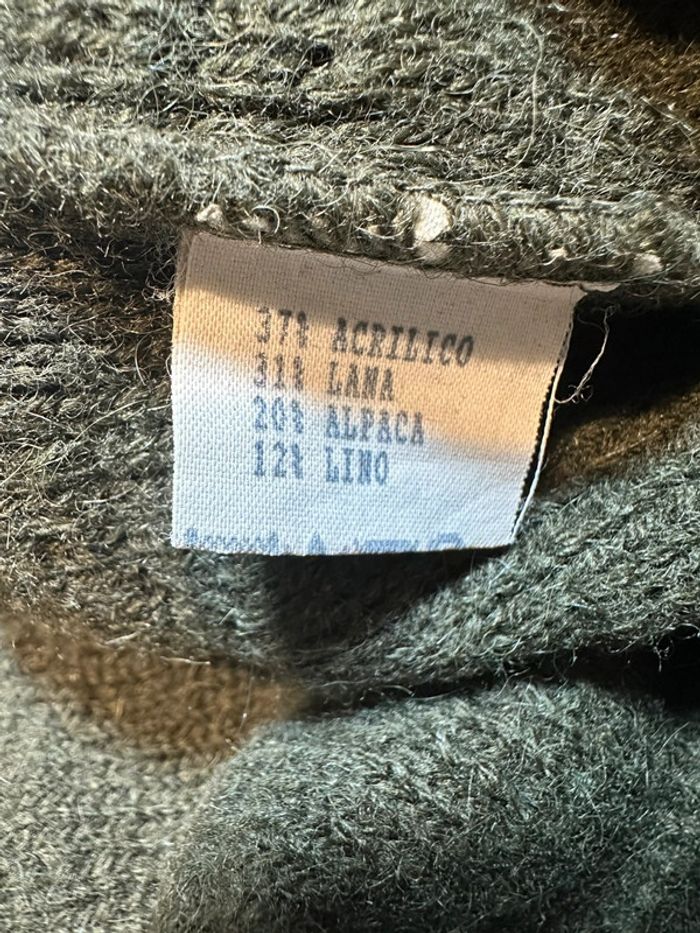 37% ACRILICO
31% LANA
20% ALPACA
12% LINO